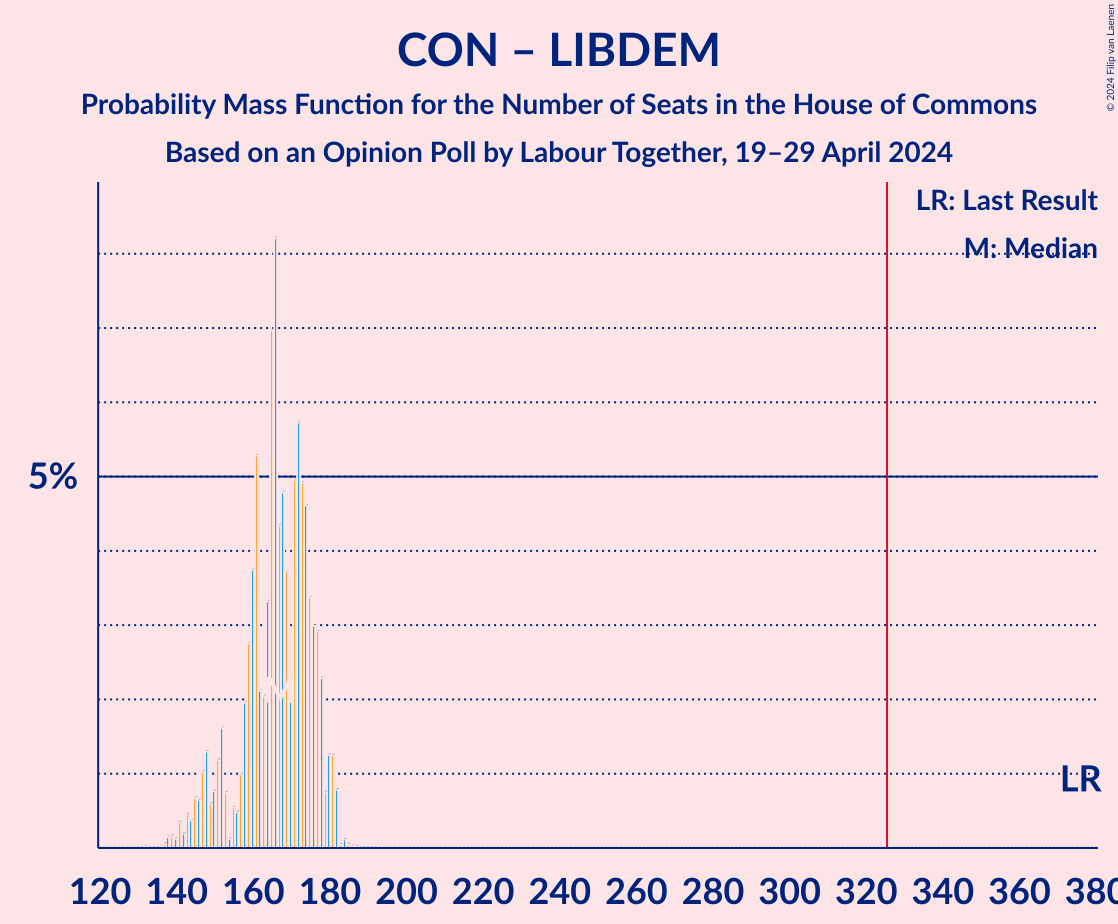 CON – LIBDEM
Probability Mass Function for the Number of Seats in the House of Commons
Based on an Opinion Poll by Labour Together, 19–29 April 2024
© 2024 Filip van Laenen
LR: Last Result
M: Median
5%
LR
120 140 160 180 200 220 240 260 280 300 320 340 360 380